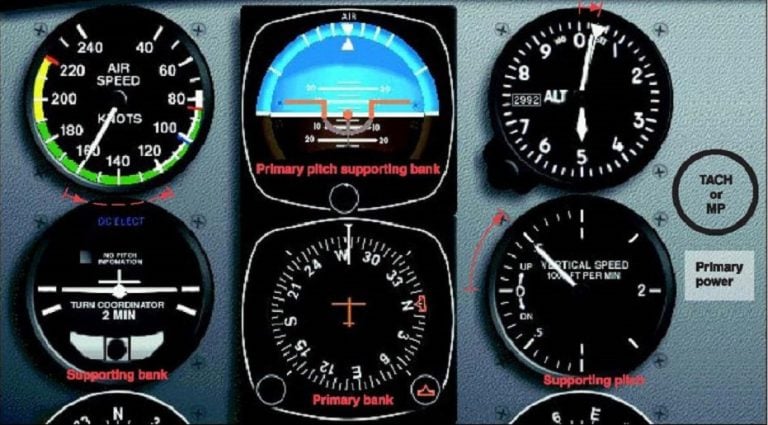 240
40
220
60
AIR
SPEED
200
80
KNOTS
180
100
160
120
140
AIR
20 20
10 10
20 20
Primary pitch supporting bank
0
9
1
8
2
2992 ALT
7
3
6
4
5
TACH
or
MP
Primary
power
DC ELECT
NO PITCH
INFOMATION
TURN COORDINATOR
2 MIN
Supporting bank
W
24 30
21 33
S N
15 3
12 6
E
Primary bank
.5
UP VERTICAL SPEED
FT PER MIN
0 2
DN
.5
Supporting pitch
N
E